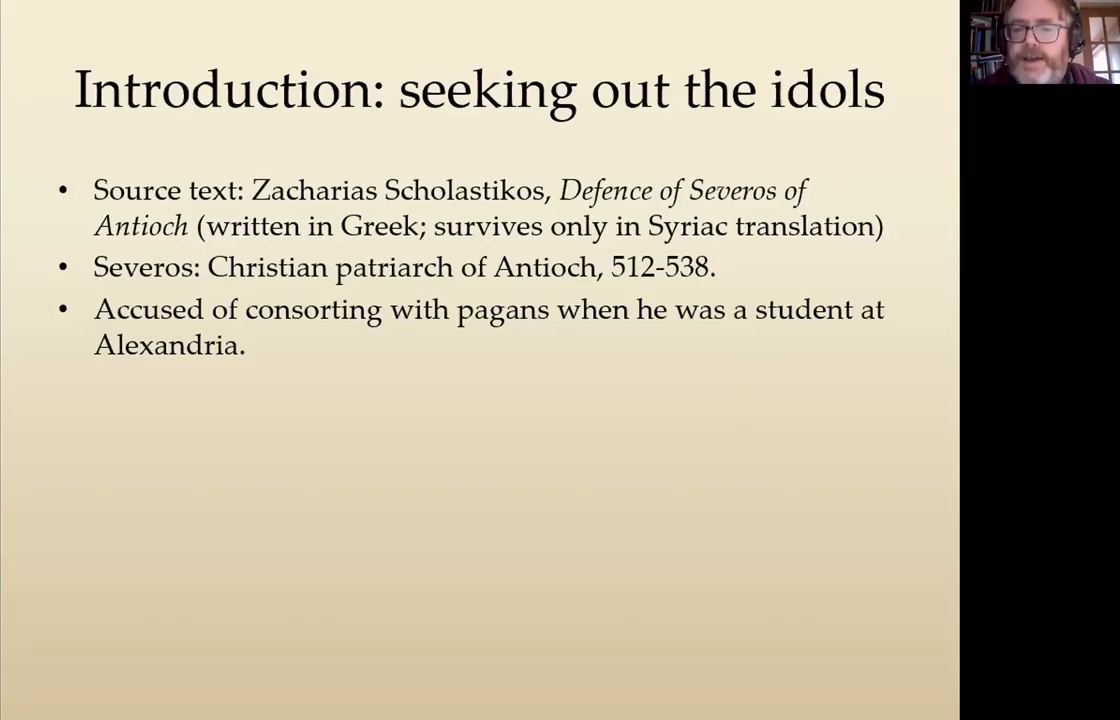 Introduction: seeking out the idols
• Source text: Zacharias Scholastikos, Defence of Severos of
Antioch (written in Greek; survives only in Syriac translation)
• Severos: Christian patriarch of Antioch, 512-538.
• Accused of consorting with pagans when he was a student at
Alexandria.